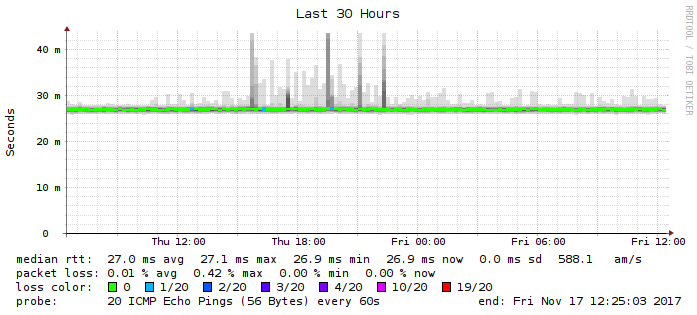 Last 30 Hours
RRDTOOL / TOBI OETIKER
Seconds
40 m
30 m
20 m
10 m
0
Thu 12:00 Thu 18:00 Fri 00:00 Fri 06:00 Fri 12:00
median rtt: 27.0 ms avg 27.1 ms max 26.9 ms min 26.9 ms now 0.0 ms sd 588.1 am/s
packet loss: 0.01 % avg 0.42 % max 0.00 % min 0.00 % now
loss color: 0 1/20 2/20 3/20 4/20 10/20 19/20
probe: 20 ICMP Echo Pings (56 Bytes) every 60s end: Fri Nov 17 12:25:03 2017